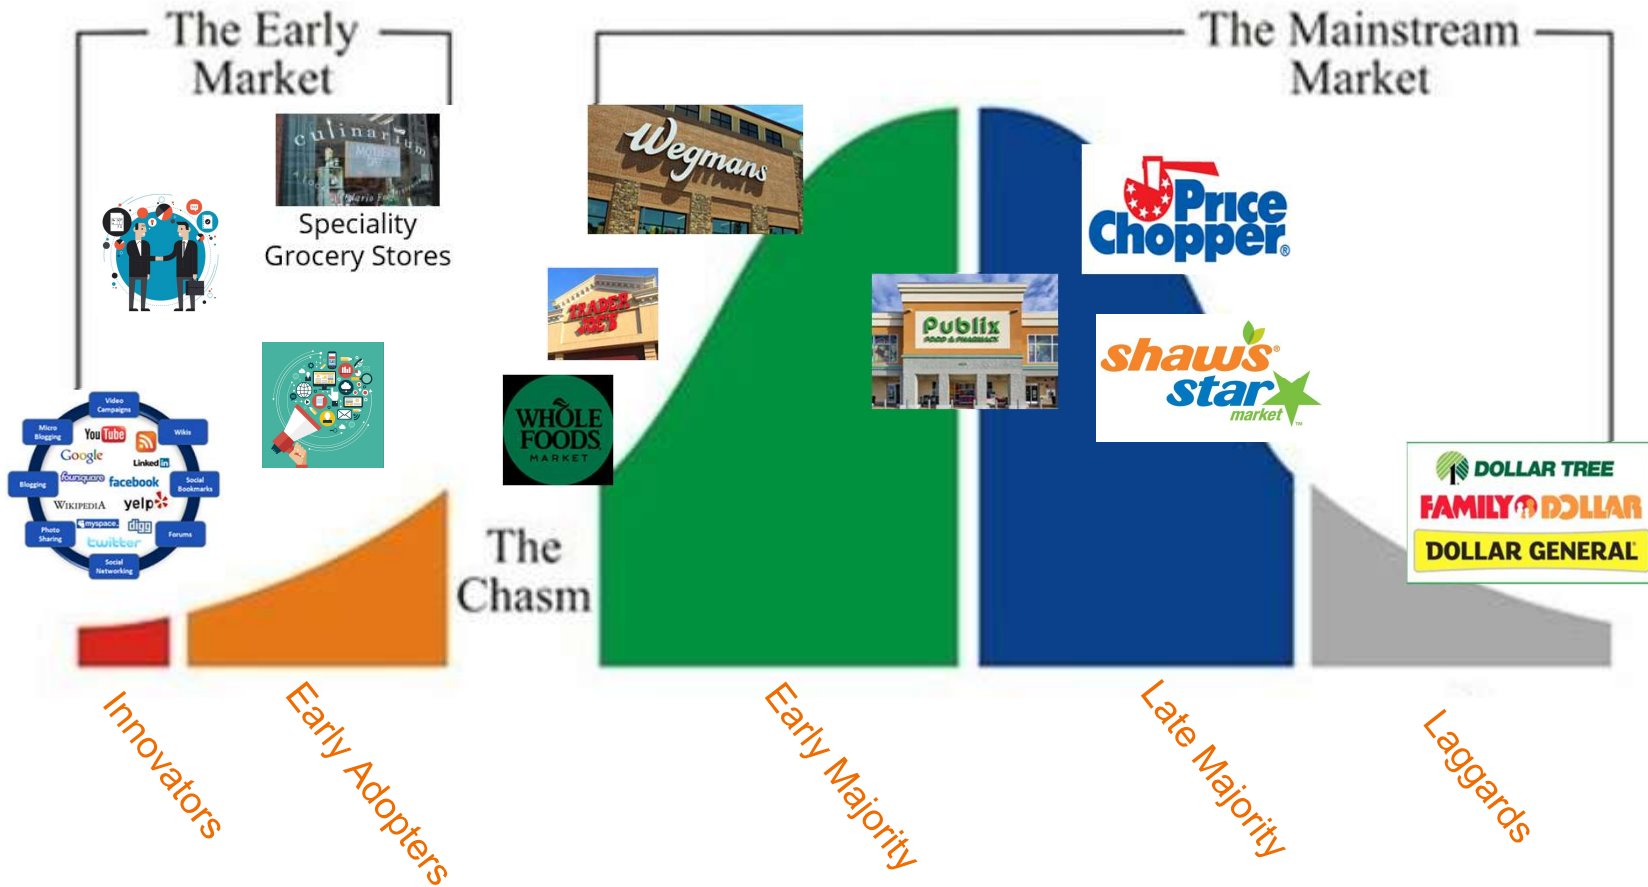 The Early
Market
The Mainstream
Market
culinarium
Speciality
Grocery Stores
Wegmans
TRADER
JOE'S
WHOLE
FOODS
MARKET
Publix
FOOD & PHARMACY
Price
Chopper®
shaw's®
star
market™
DOLLAR TREE
FAMILY DOLLAR
DOLLAR GENERAL
Video
Campaigns
Micro
Blogging
YouTube
Wikis
Google
Linked in
Blogging
foursquare
facebook
Social
Bookmarks
WIKIPEDIA
yelp
Photo
Sharing
myspace
digg
Forums
twitter
Social
Networking
The
Chasm
Innovators
Early Adopters
Early Majority
Late Majority
Laggards